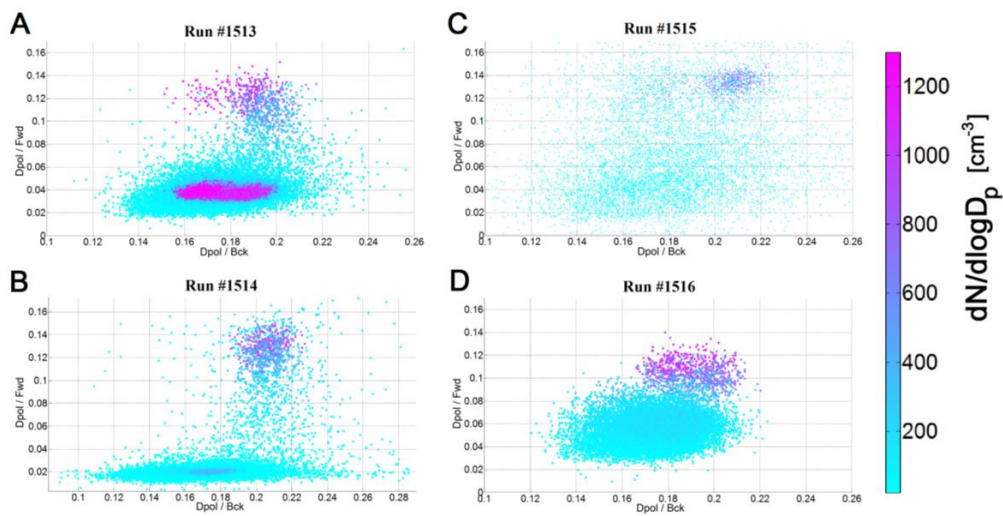 A
Run #1513
0.16
0.14
0.12
0.1
0.08
0.06
0.04
0.02
0
Dpol / Fwd
0.1 0.12 0.14 0.16 0.18 0.2 0.22 0.24 0.26
Dpol / Bck
C
Run #1515
0.16
0.14
0.12
0.1
0.08
0.06
0.04
0.02
0
Dpol / Fwd
0.1 0.12 0.14 0.16 0.18 0.2 0.22 0.24 0.26
Dpol / Bck
B
Run #1514
0.16
0.14
0.12
0.1
0.08
0.06
0.04
0.02
Dpol / Fwd
0.1 0.12 0.14 0.16 0.18 0.2 0.22 0.24 0.26 0.28
Dpol / Bck
D
Run #1516
0.16
0.14
0.12
0.1
0.08
0.06
0.04
0.02
0
Dpol / Fwd
0.1 0.12 0.14 0.16 0.18 0.2 0.22 0.24 0.26
Dpol / Bck
1200
1000
800
600
400
200
dN/dlogDp [cm-3]